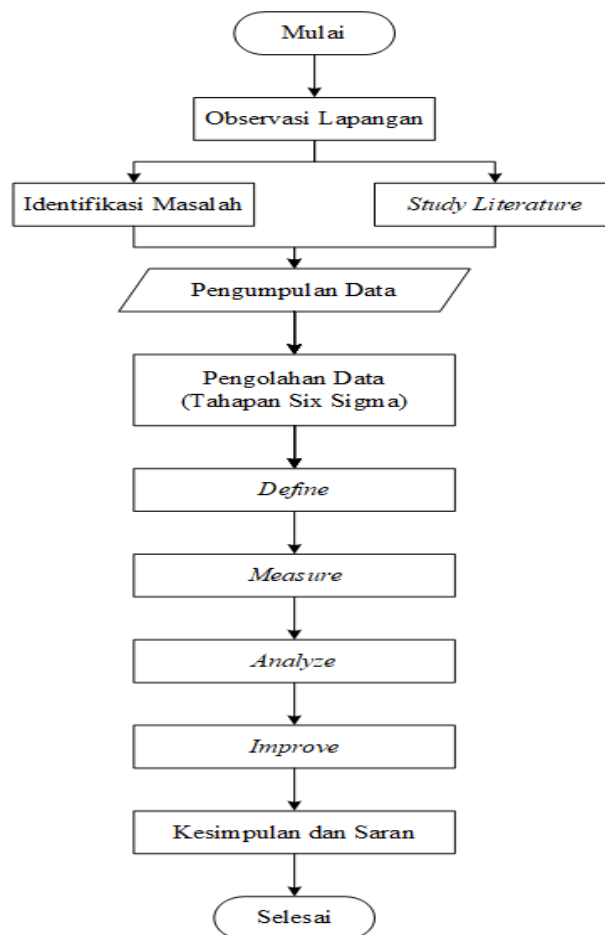 Mulai
Observasi Lapangan
Identifikasi Masalah
Study Literature
Pengumpulan Data
Pengolahan Data
(Tahapan Six Sigma)
Define
Measure
Analyze
Improve
Kesimpulan dan Saran
Selesai